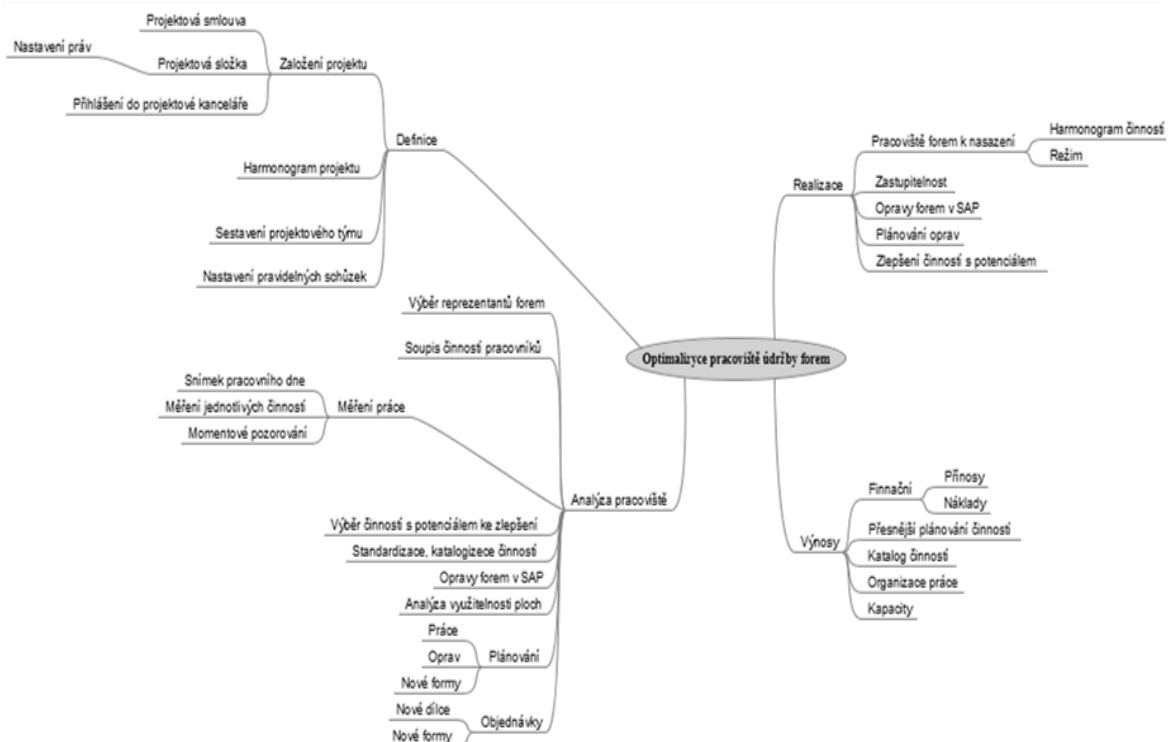 Projektová smlouva
Nastavení práv
Projektová složka
Založení projektu
Přihlášení do projektové kanceláře
Definice
Harmonogram projektu
Sestavení projektového týmu
Nastavení pravidelných schůzek
Výběr reprezentantů forem
Soupis činností pracovníků
Snímek pracovního dne
Měření jednotlivých činností
Měření práce
Momentové pozorování
Analýza pracoviště
Výběr činností s potenciálem ke zlepšení
Standardizace, katalogizece činností
Opravy forem v SAP
Analýza využitelnosti ploch
Práce
Oprav
Plánování
Nové formy
Nové dílce
Objednávky
Nové formy
Optimalizyce pracoviště údržby forem
Pracoviště forem k nasazení
Harmonogram činností
Režim
Realizace
Zastupitelnost
Opravy forem v SAP
Plánování oprav
Zlepšení činností s potenciálem
Finnační
Přínosy
Náklady
Výnosy
Přesnější plánování činností
Katalog činností
Organizace práce
Kapacity